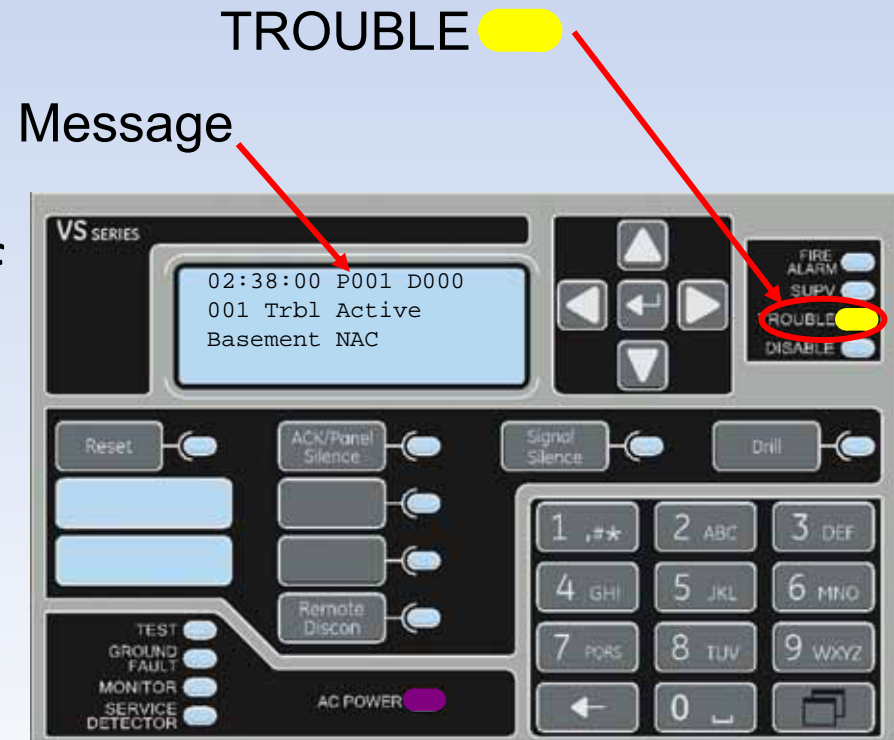 TROUBLE
Message
VS SERIES
02:38:00 P001 D000
001 Trbl Active
Basement NAC
FIRE ALARM
SUPV
TROUBLE
DISABLE
Reset
ACK/Panel Silence
Signal Silence
Drill
Remote Discon
1 ,#*
2 ABC
3 DEF
4 GHI
5 JKL
6 MNO
7 PQRS
8 TUV
9 WXYZ
0
TEST
GROUND FAULT
MONITOR
SERVICE DETECTOR
AC POWER